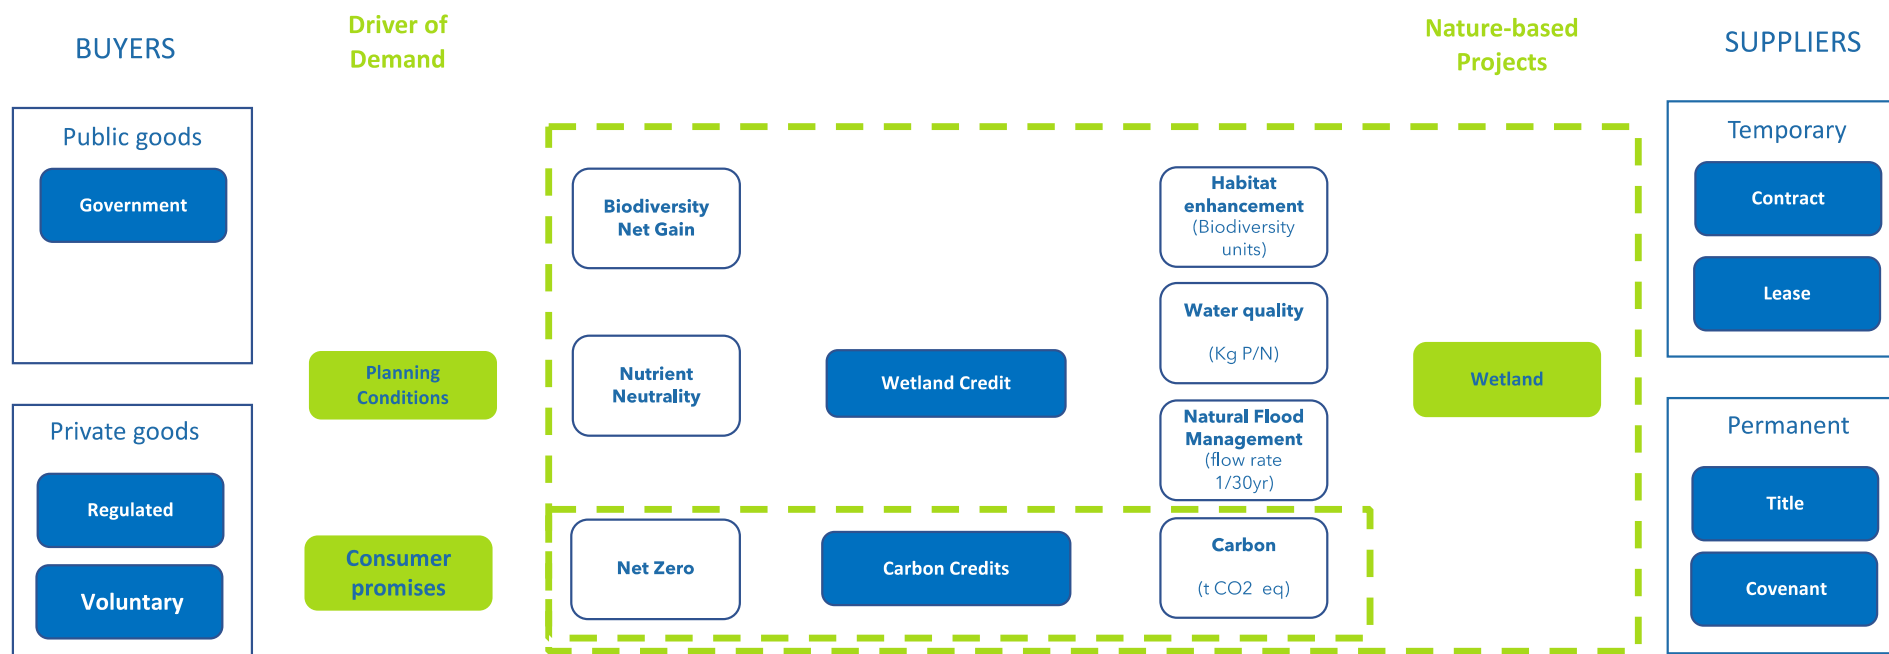 BUYERS
Driver of
Demand
Nature-based
Projects
SUPPLIERS
Public goods
Government
Private goods
Regulated
Voluntary
Planning
Conditions
Consumer
promises
Biodiversity
Net Gain
Nutrient
Neutrality
Net Zero
Wetland Credit
Carbon Credits
Habitat
enhancement
(Biodiversity
units)
Water quality
(Kg P/N)
Natural Flood
Management
(flow rate
1/30yr)
Carbon
(t CO2 eq)
Wetland
Temporary
Contract
Lease
Permanent
Title
Covenant